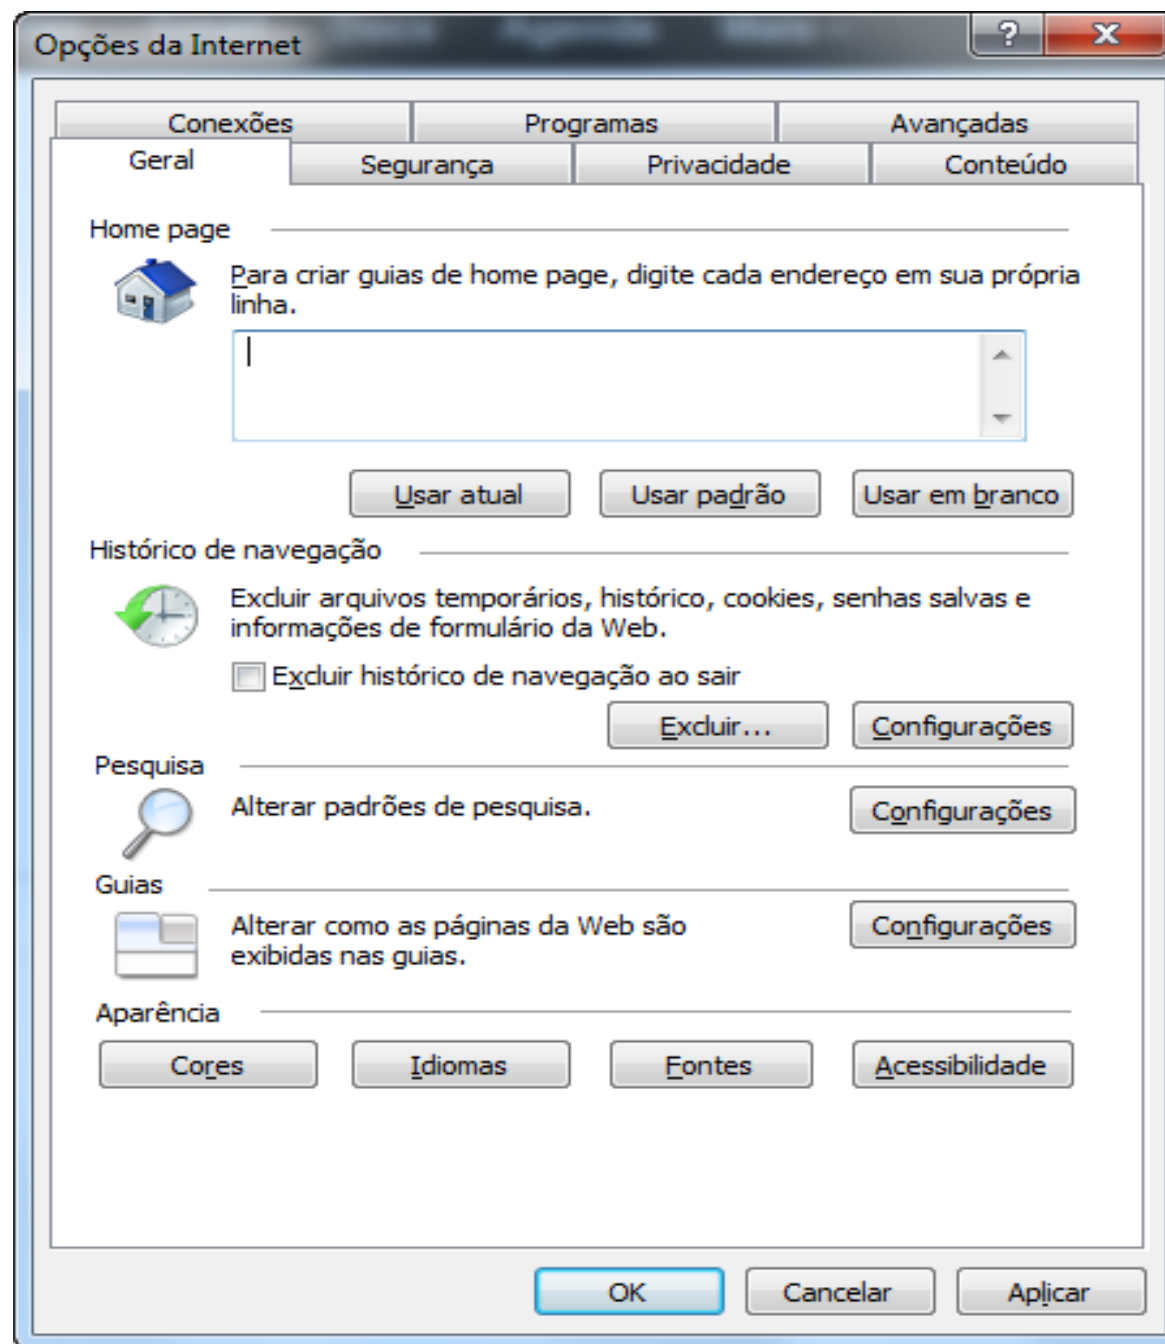 Opções da Internet
?
Conexões Programas Avançadas
Geral Segurança Privacidade Conteúdo
Home page
Para criar guias de home page, digite cada endereço em sua própria
linha.
Usar atual Usar padrão Usar em branco
Histórico de navegação
Excluir arquivos temporários, histórico, cookies, senhas salvas e
informações de formulário da Web.
Excluir histórico de navegação ao sair
Excluir... Configurações
Pesquisa
Alterar padrões de pesquisa. Configurações
Guias
Alterar como as páginas da Web são Configurações
exibidas nas guias.
Aparência
Cores Idiomas Fontes Acessibilidade
OK Cancelar Aplicar